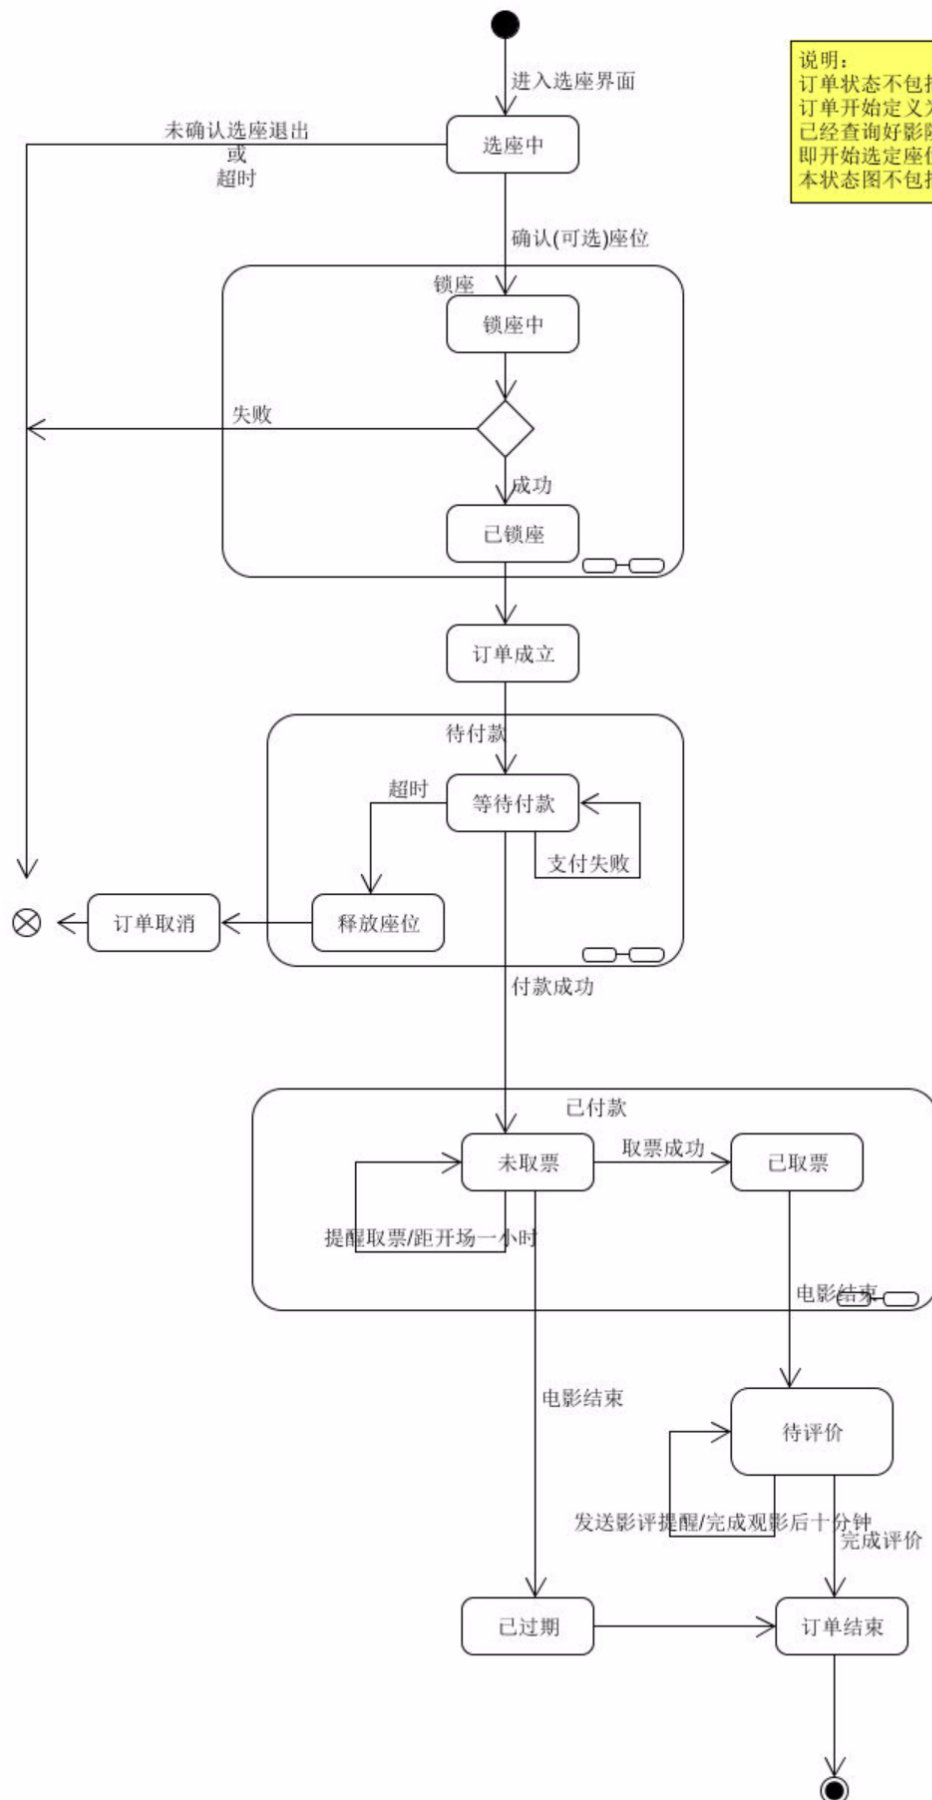 进入选座界面
说明：
订单状态不包
订单开始定义
已经查询好影
即开始选定座
本状态图不包
未确认选座退出
或
超时
选座中
确认(可选)座位
锁座
锁座中
失败
成功
已锁座
订单成立
待付款
超时
等待付款
支付失败
订单取消
释放座位
付款成功
已付款
未取票
取票成功
已取票
提醒取票/距开场一小时
电影结束
电影结束
待评价
发送影评提醒/完成观影后十分钟
完成评价
已过期
订单结束